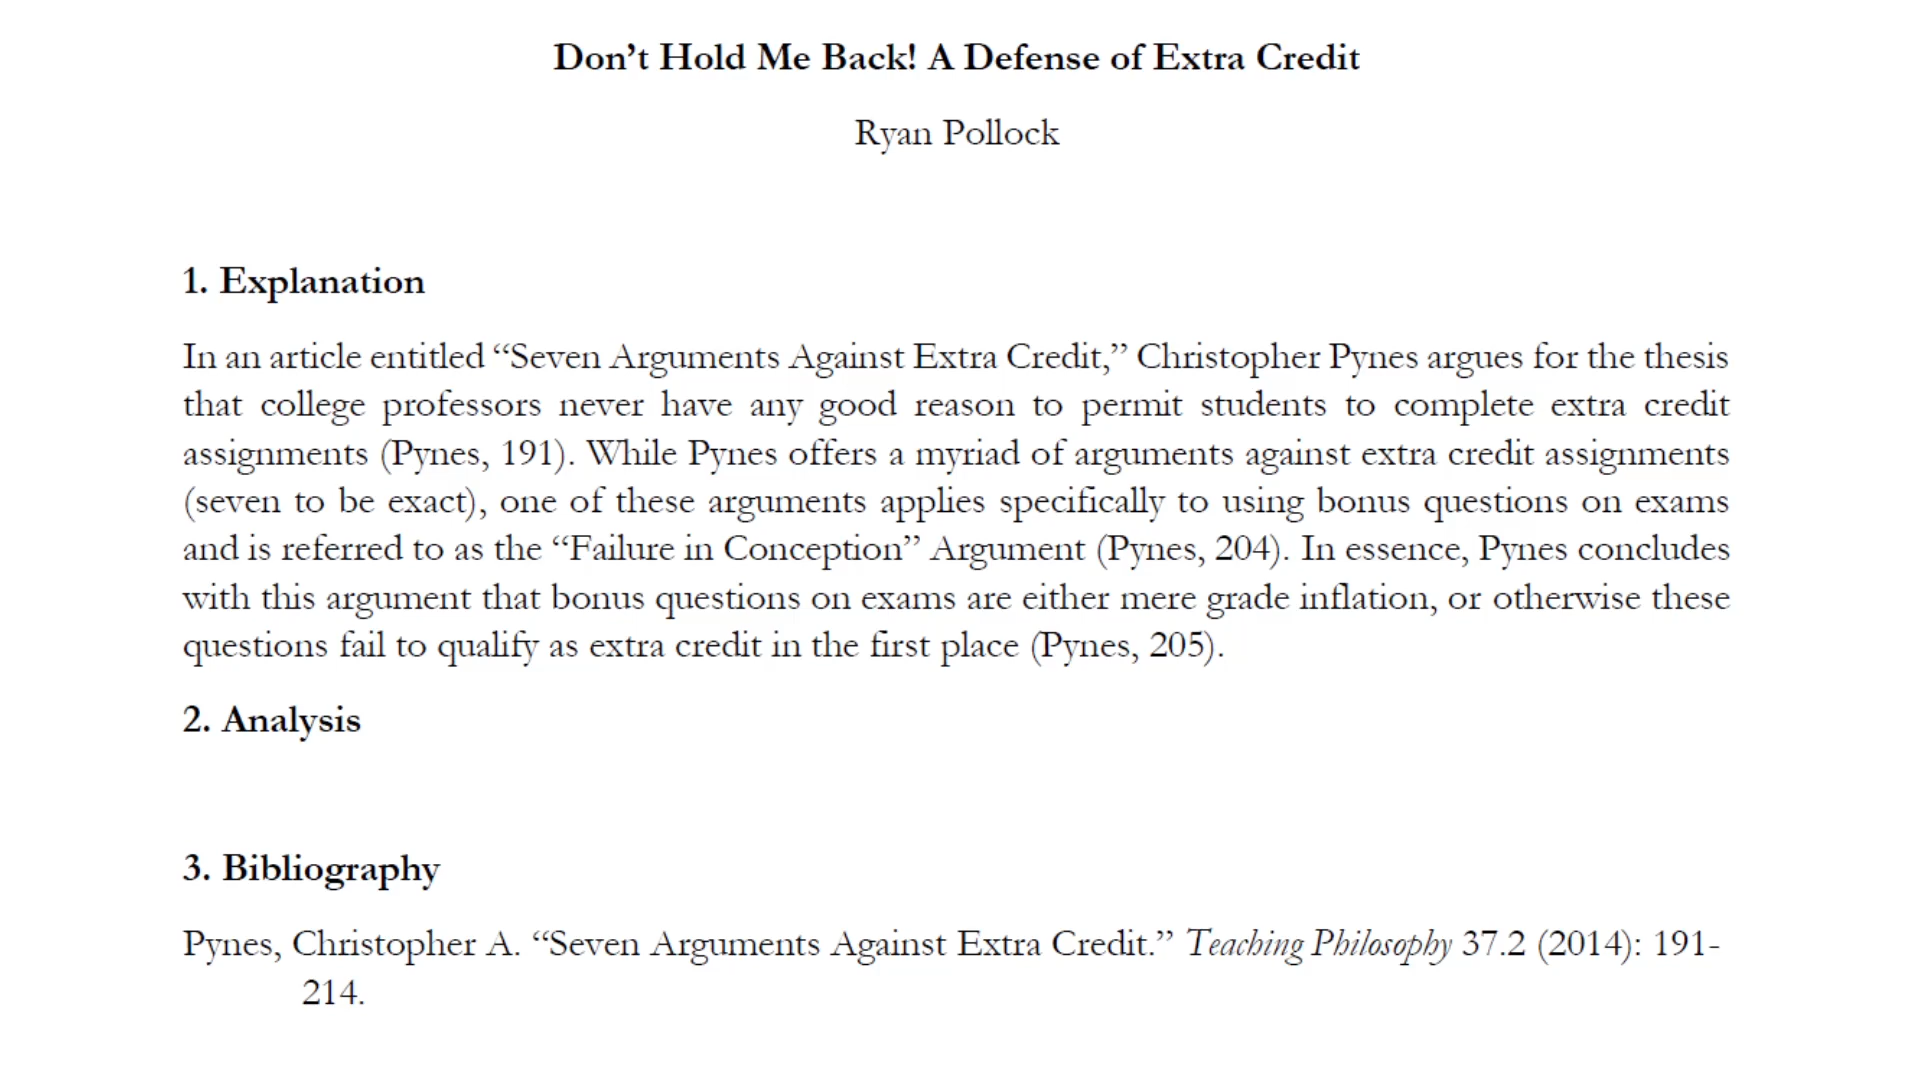 Don’t Hold Me Back! A Defense of Extra Credit
Ryan Pollock
1. Explanation
In an article entitled “Seven Arguments Against Extra Credit,” Christopher Pynes argues for the thesis
that college professors never have any good reason to permit students to complete extra credit
assignments (Pynes, 191). While Pynes offers a myriad of arguments against extra credit assignments
(seven to be exact), one of these arguments applies specifically to using bonus questions on exams
and is referred to as the “Failure in Conception” Argument (Pynes, 204). In essence, Pynes concludes
with this argument that bonus questions on exams are either mere grade inflation, or otherwise these
questions fail to qualify as extra credit in the first place (Pynes, 205).
2. Analysis
3. Bibliography
Pynes, Christopher A. “Seven Arguments Against Extra Credit.” Teaching Philosophy 37.2 (2014): 191-
214.